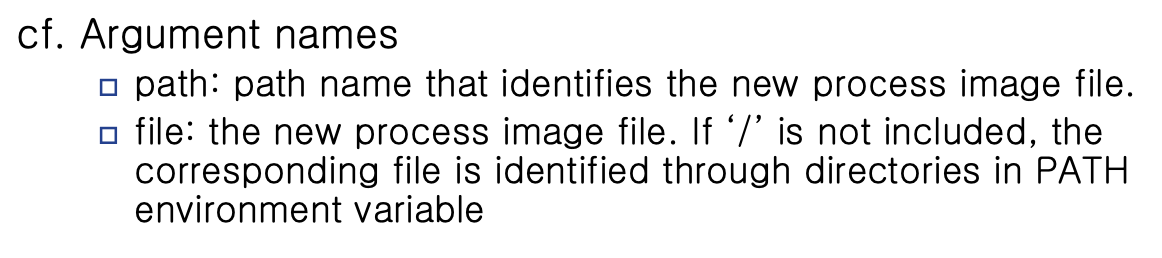 cf. Argument names
path: path name that identifies the new process image file.
file: the new process image file. If ‘/’ is not included, the
corresponding file is identified through directories in PATH
environment variable